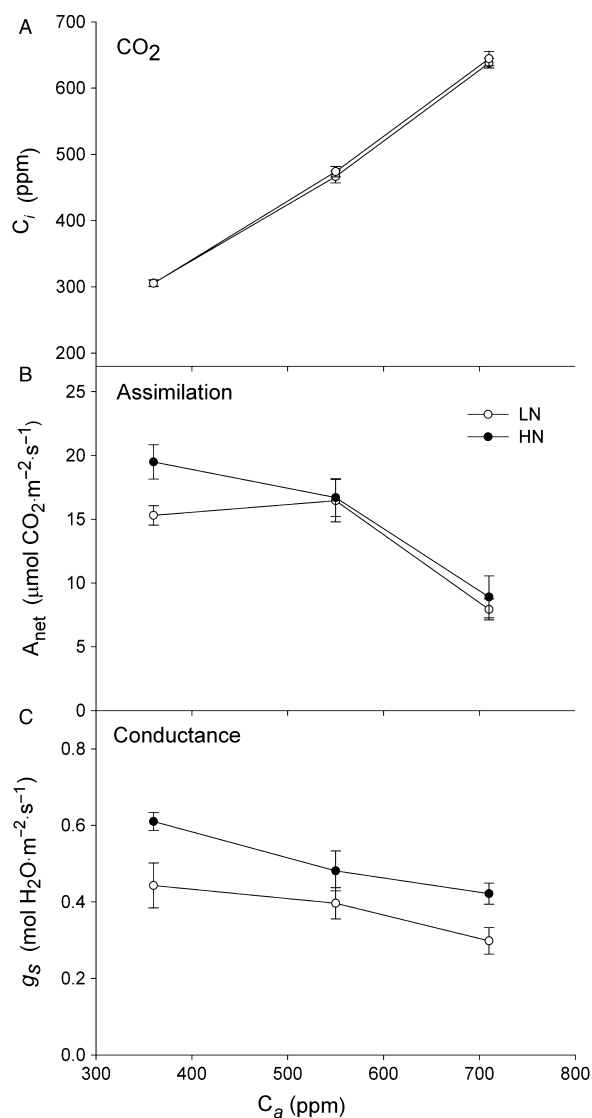 A
CO2
700
600
500
400
300
200
Ci (ppm)
B
Assimilation
LN
HN
25
20
15
10
5
0
Anet (μmol CO2·m−2·s−1)
C
Conductance
0.8
0.6
0.4
0.2
0.0
gs (mol H2O·m−2·s−1)
300 400 500 600 700 800
Ca (ppm)